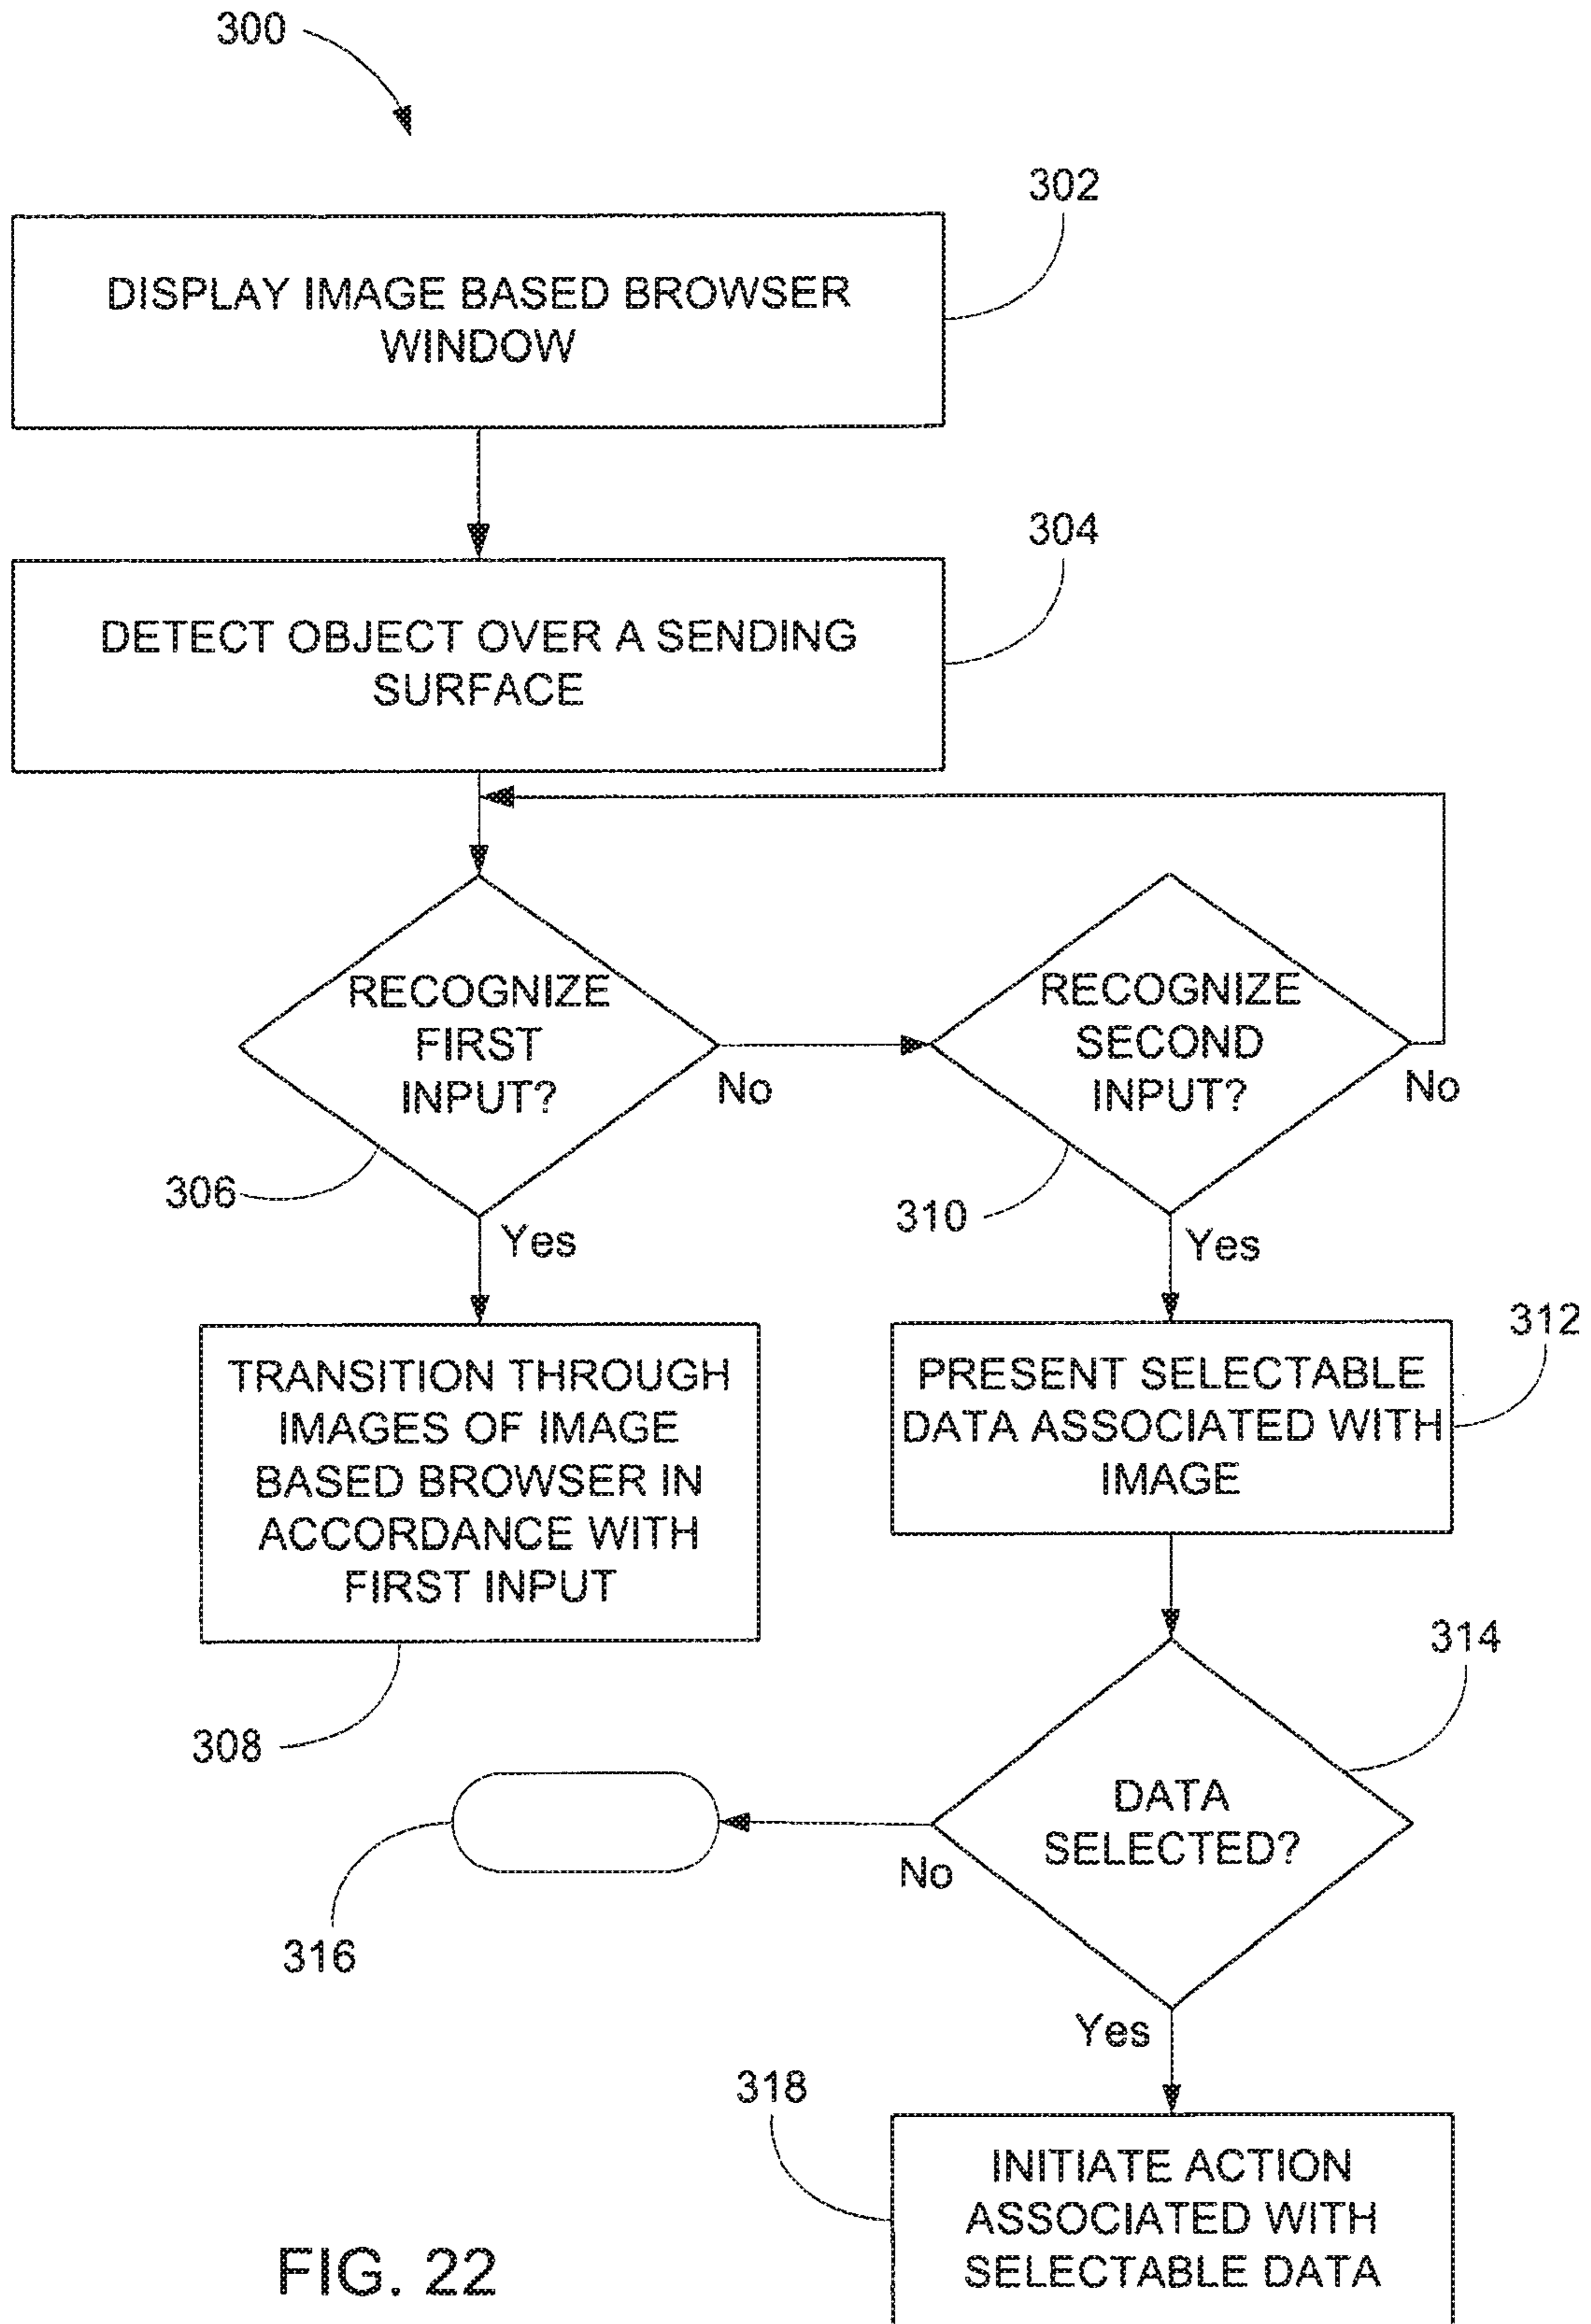 300
302
DISPLAY IMAGE BASED BROWSER
WINDOW
304
DETECT OBJECT OVER A SENDING
SURFACE
RECOGNIZE
FIRST
INPUT?
No
306
Yes
RECOGNIZE
SECOND
INPUT?
No
310
Yes
TRANSITION THROUGH
IMAGES OF IMAGE
BASED BROWSER IN
ACCORDANCE WITH
FIRST INPUT
308
312
PRESENT SELECTABLE
DATA ASSOCIATED WITH
IMAGE
314
DATA
SELECTED?
No
316
Yes
318
INITIATE ACTION
ASSOCIATED WITH
SELECTABLE DATA
FIG. 22